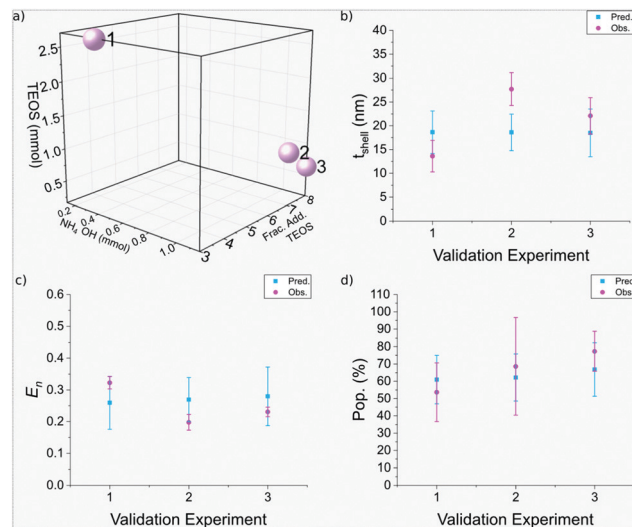 a)
1
2
3
TEOS (mmol)
2.5
2.0
1.5
1.0
0.5
0.2
0.4
0.6
0.8
1.0
NH4 OH (mmol)
3
4
5
6
7
8
Frac. Add.
TEOS
b)
Pred.
Obs.
t shell (nm)
40
35
30
25
20
15
10
5
0
1 2 3
Validation Experiment
c)
Pred.
Obs.
En
0.6
0.5
0.4
0.3
0.2
0.1
0.0
1 2 3
Validation Experiment
d)
Pred.
Obs.
Pop. (%)
110
100
90
80
70
60
50
40
30
20
10
0
1 2 3
Validation Experiment